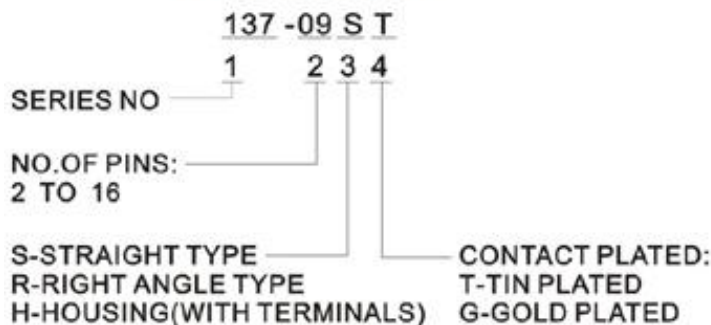 137 -09 S T
1 2 3 4
SERIES NO
NO.OF PINS:
2 TO 16
S-STRAIGHT TYPE
R-RIGHT ANGLE TYPE
H-HOUSING(WITH TERMINALS)
CONTACT PLATED:
T-TIN PLATED
G-GOLD PLATED